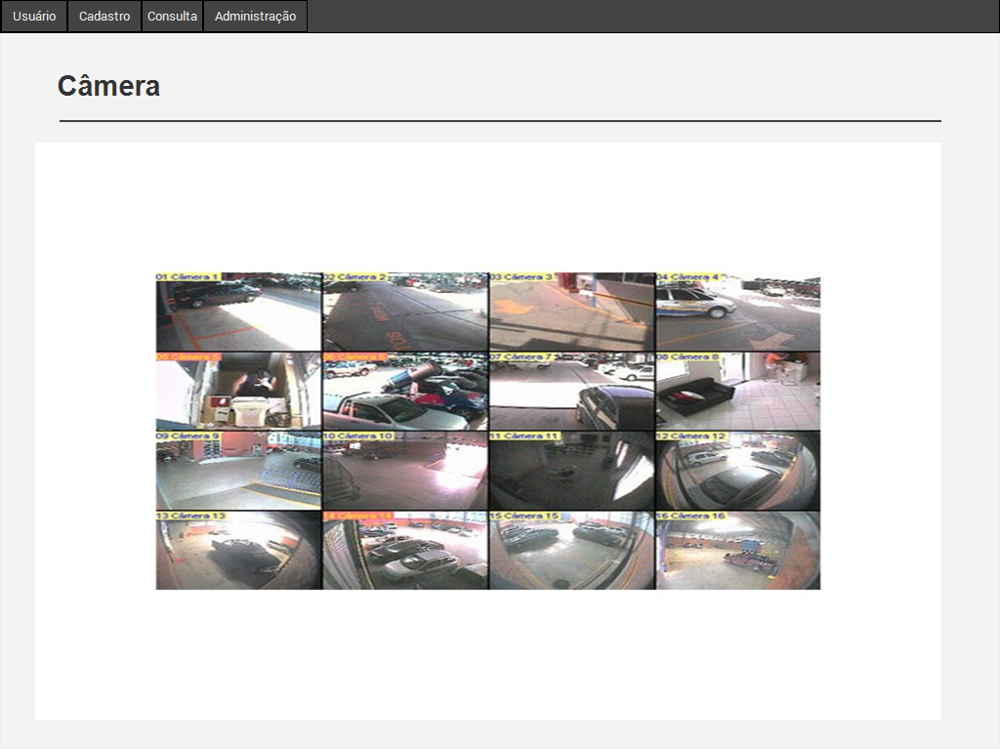 Usuário Cadastro Consulta Administração
Câmera
01 Câmera 1 02 Câmera 2 03 Câmera 3 04 Câmera 4
05 Câmera 5 06 Câmera 6 07 Câmera 7 08 Câmera 8
09 Câmera 9 10 Câmera 10 11 Câmera 11 12 Câmera 12
13 Câmera 13 14 Câmera 14 15 Câmera 15 16 Câmera 16